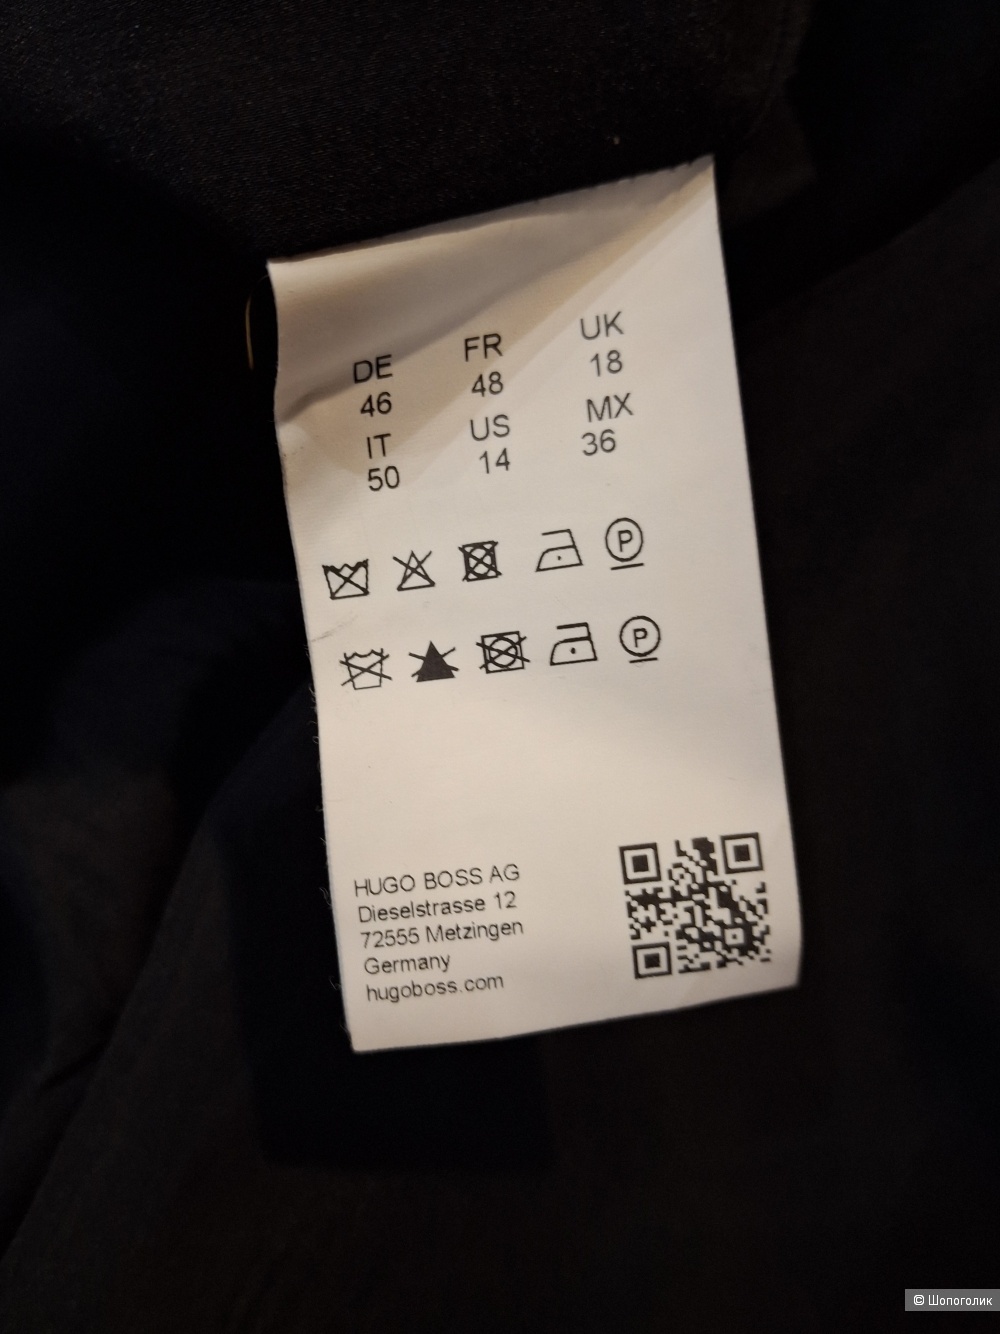 DE FR UK
46 48 18
IT US MX
50 14 36
P
P
HUGO BOSS AG
Dieselstrasse 12
72555 Metzingen
Germany
hugoboss.com
© Шопоголик